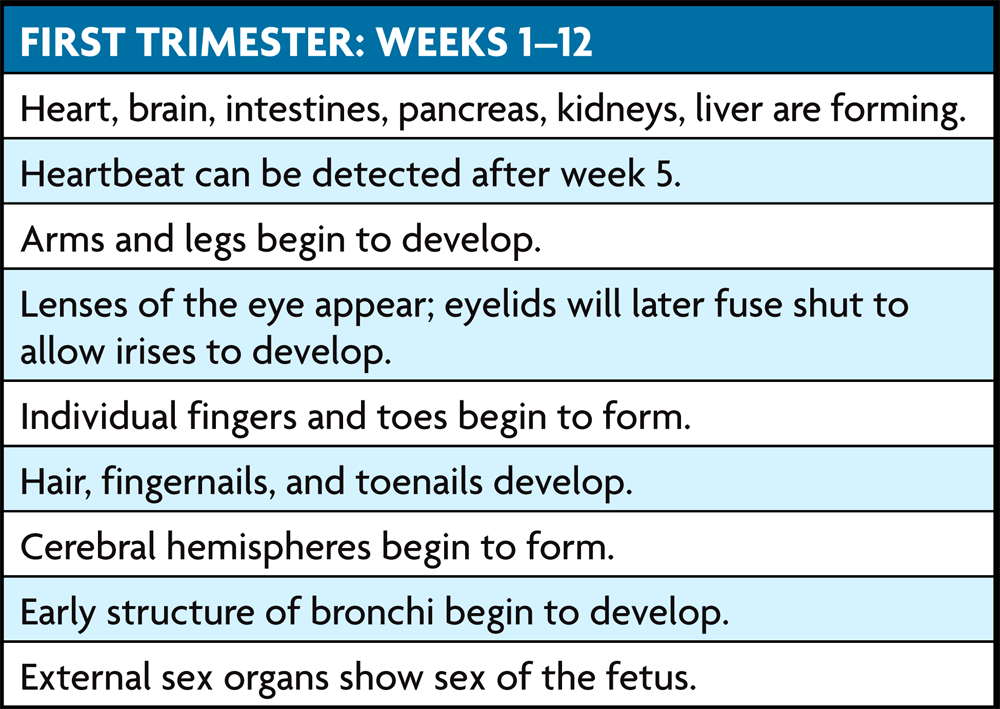 FIRST TRIMESTER: WEEKS 1–12
Heart, brain, intestines, pancreas, kidneys, liver are forming.
Heartbeat can be detected after week 5.
Arms and legs begin to develop.
Lenses of the eye appear; eyelids will later fuse shut to
allow irises to develop.
Individual fingers and toes begin to form.
Hair, fingernails, and toenails develop.
Cerebral hemispheres begin to form.
Early structure of bronchi begin to develop.
External sex organs show sex of the fetus.